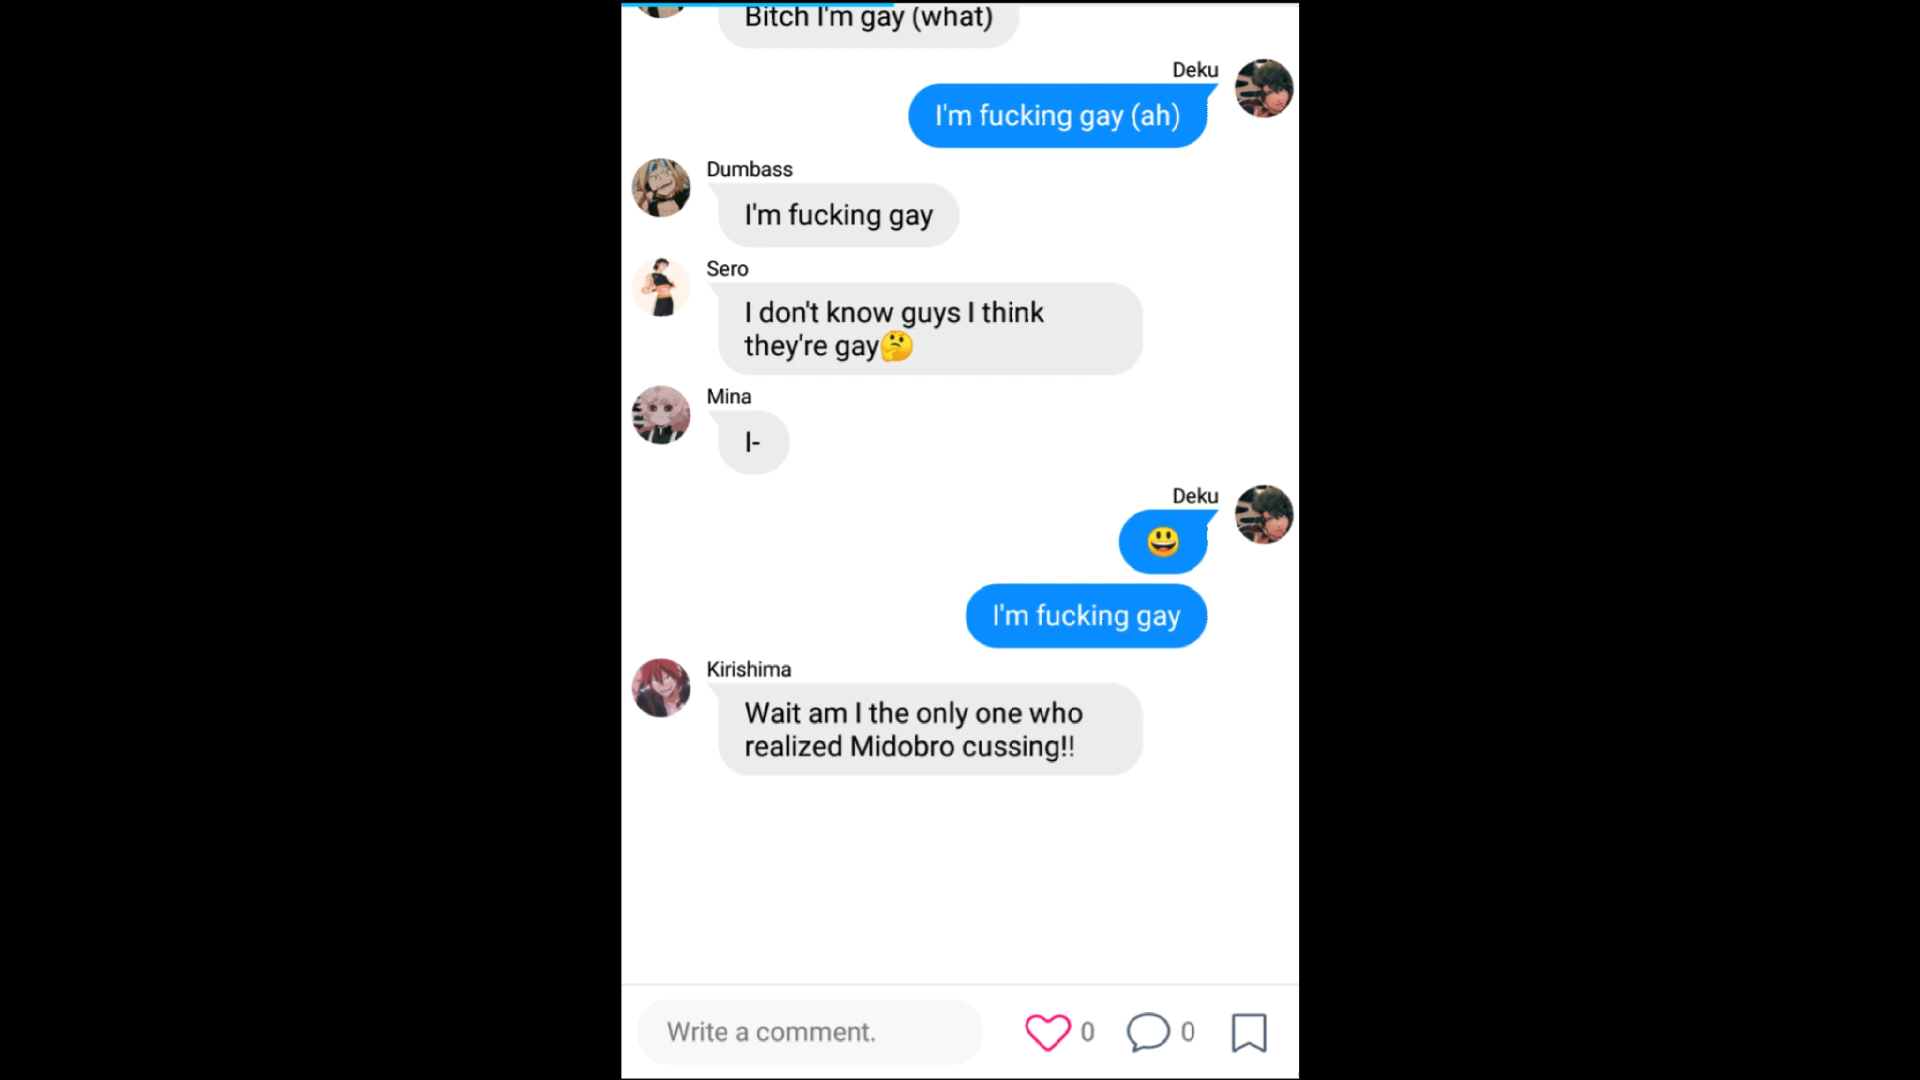 Bitch I'm gay (what)
Deku
I'm fucking gay (ah)
Dumbass
I'm fucking gay
Sero
I don't know guys I think
they're gay🤔
Mina
I-
Deku
😃
I'm fucking gay
Kirishima
Wait am I the only one who
realized Midobro cussing!!
Write a comment.
0
0